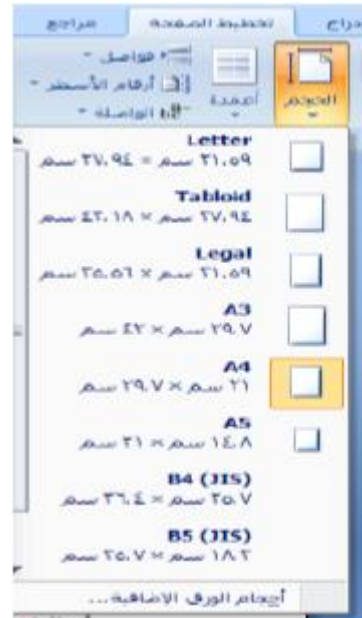 دراج تخطيط الصفحة مراجع
فواصل
أرقام الأسطر
الواصلة
الحجم
أعمدة
Letter
٢١.٥٩ سم × ٢٧.٩٤ سم
Tabloid
٢٧.٩٤ سم × ٤٣.١٨ سم
Legal
٢١.٥٩ سم × ٣٥.٥٦ سم
A3
٢٩.٧ سم × ٤٢ سم
A4
٢١ سم × ٢٩.٧ سم
A5
١٤.٨ سم × ٢١ سم
B4 (JIS)
٢٥.٧ سم × ٣٦.٤ سم
B5 (JIS)
١٨.٢ سم × ٢٥.٧ سم
أحجام الورق الإضافية...